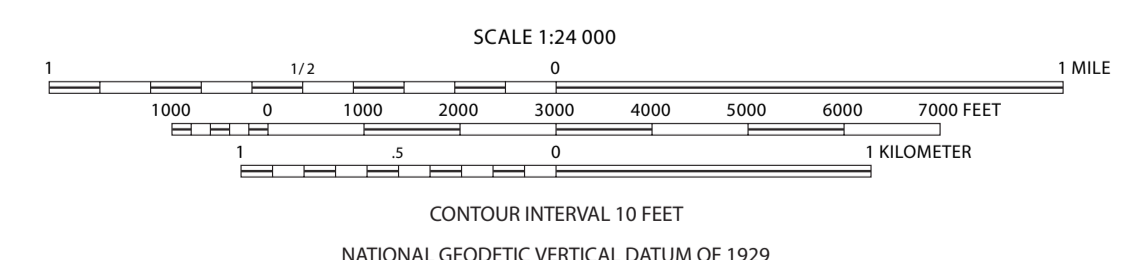 SCALE 1:24 000
1 1/2 0 1 MILE
1000 0 1000 2000 3000 4000 5000 6000 7000 FEET
1 .5 0 1 KILOMETER
CONTOUR INTERVAL 10 FEET
NATIONAL GEODETIC VERTICAL DATUM OF 1929